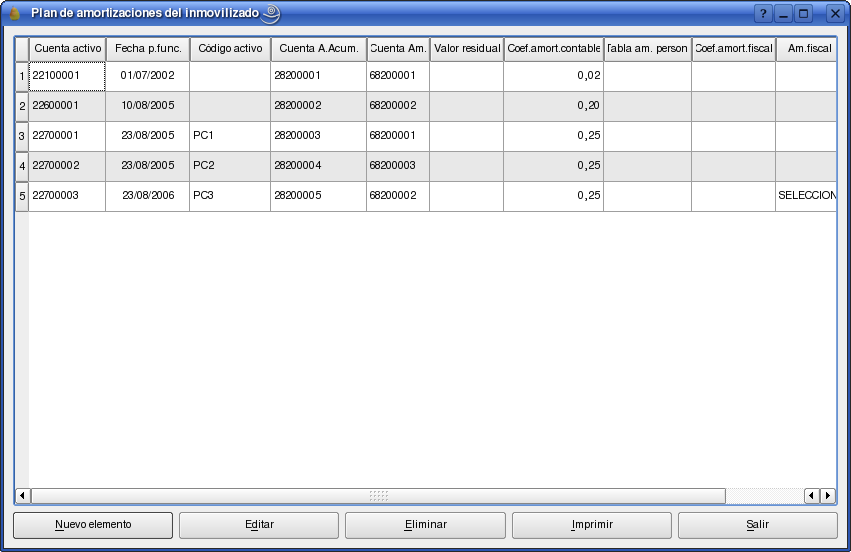 Plan de amortizaciones del inmovilizado
Cuenta activo Fecha p.func. Código activo Cuenta A.Acum. Cuenta Am. Valor residual Coef.amort.contable Tabla am. person Coef.amort.fiscal Am.fiscal
1 22100001 01/07/2002 28200001 68200001 0,02
2 22600001 10/08/2005 28200002 68200002 0,20
3 22700001 23/08/2005 PC1 28200003 68200001 0,25
4 22700002 23/08/2005 PC2 28200004 68200003 0,25
5 22700003 23/08/2006 PC3 28200005 68200002 0,25 SELECCION
Nuevo elemento Editar Eliminar Imprimir Salir